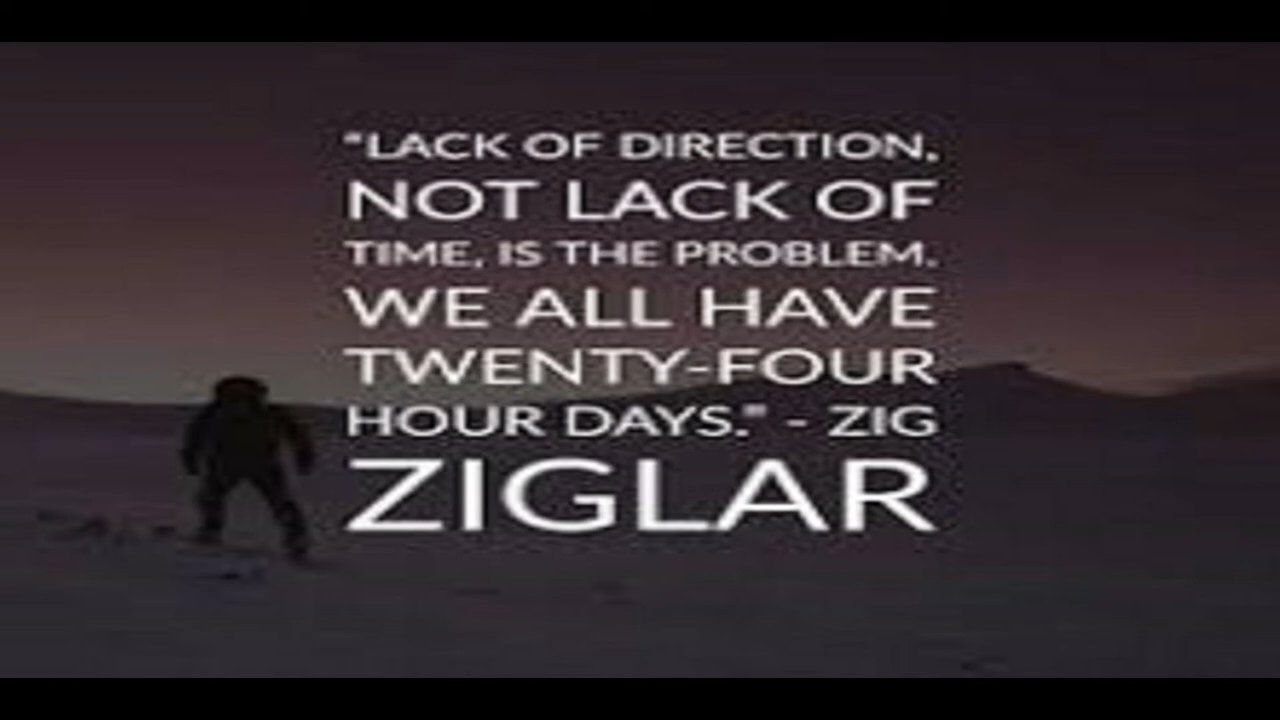 "LACK OF DIRECTION,
NOT LACK OF
TIME, IS THE PROBLEM.
WE ALL HAVE
TWENTY-FOUR
HOUR DAYS." - ZIG
ZIGLAR